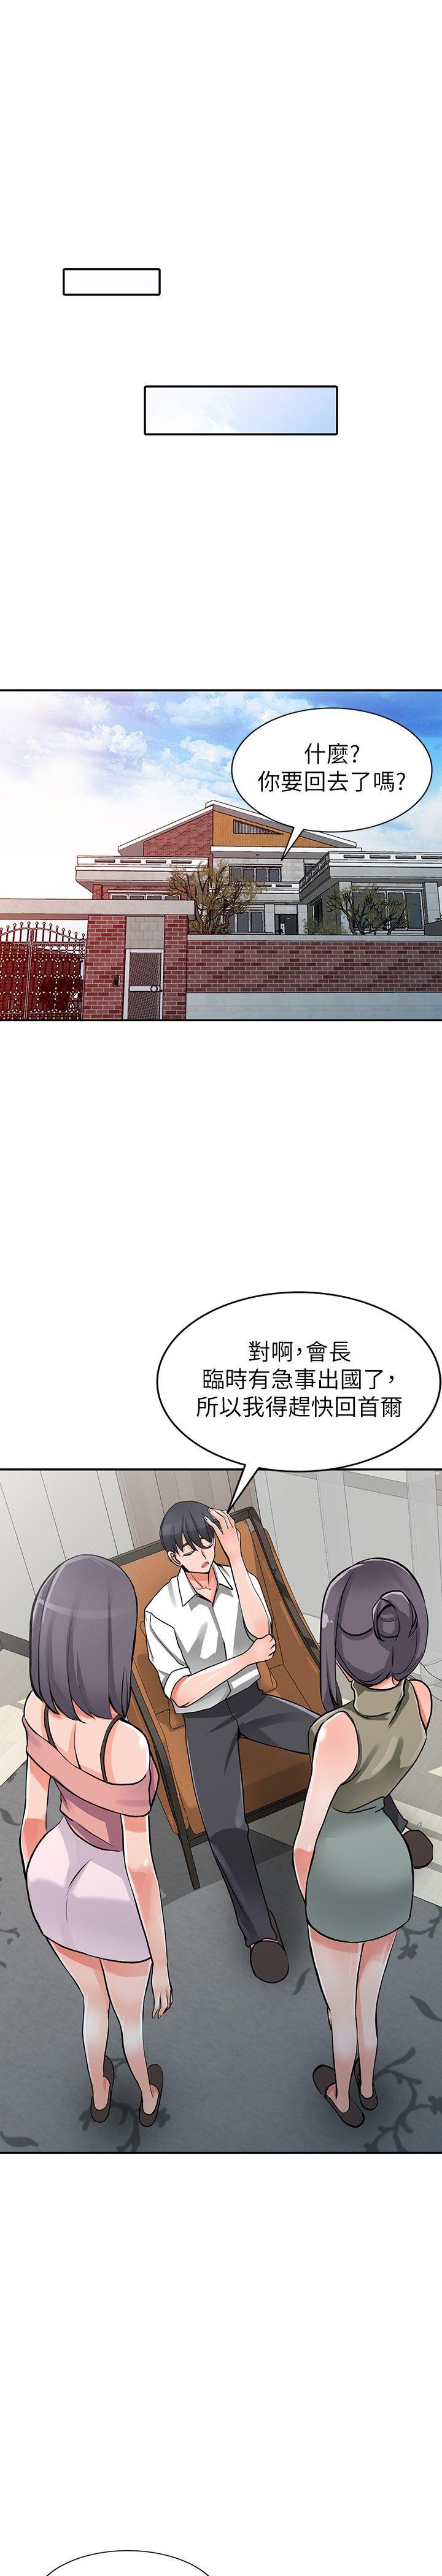 什麼?
你要回去了嗎?
對啊，會長
臨時有急事出國了，
所以我得趕快回首爾